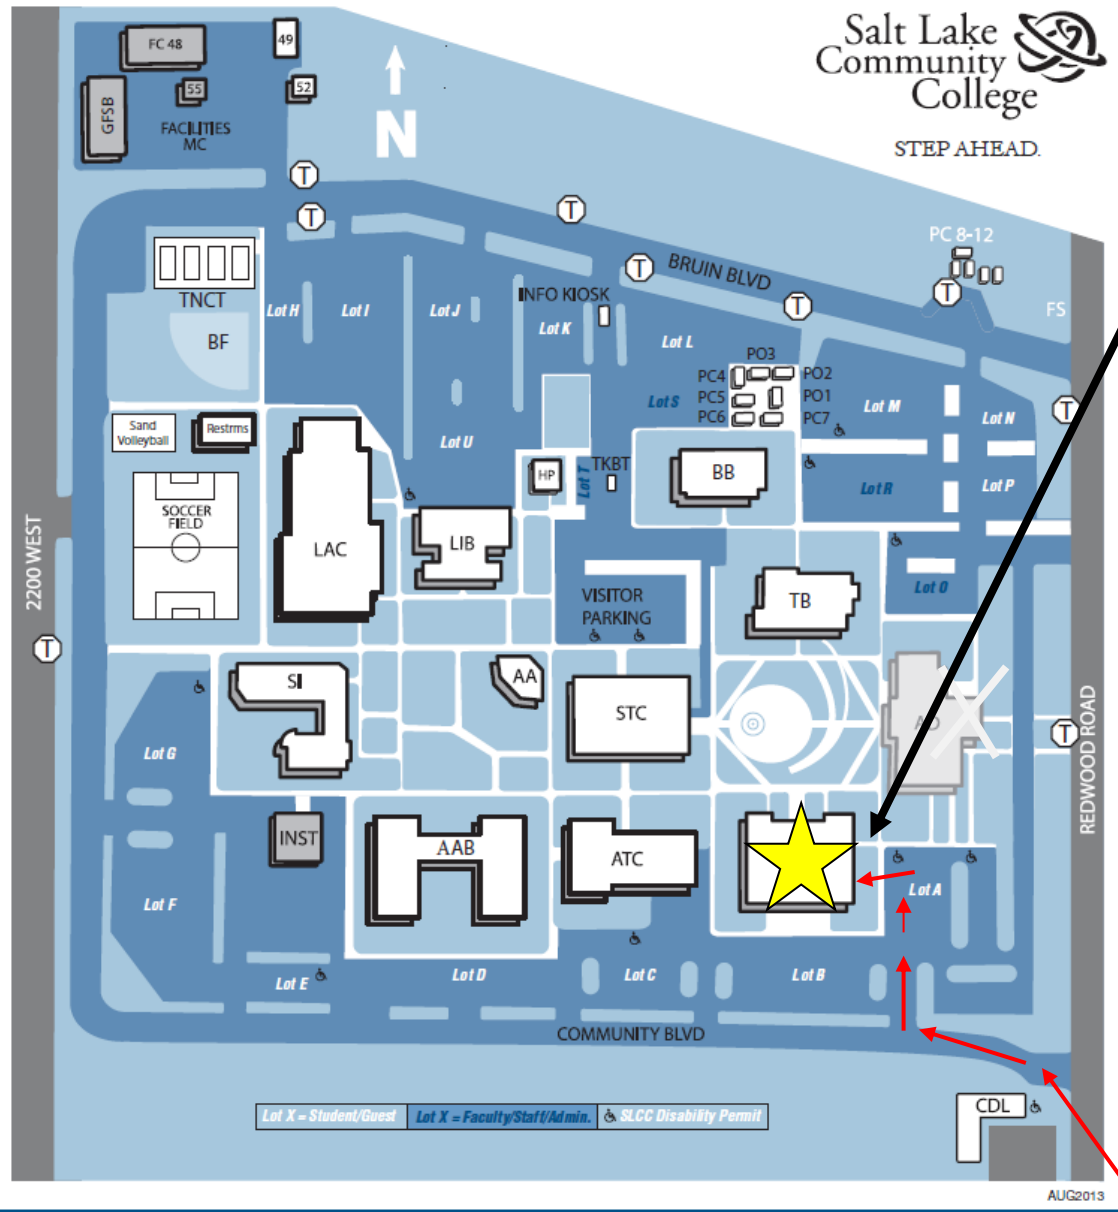 Salt Lake
Community
College
STEP AHEAD.
FC 48
49
55
52
GFSB
FACILITIES
MC
N
T
T
T
T
T
T
T
T
T
PC 8-12
FS
BRUIN BLVD
TNCT
BF
Lot H
Lot I
Lot J
INFO KIOSK
Lot K
Lot L
PO3
PC4
PO2
PC5
PO1
PC6
PC7
Lot S
Lot M
Lot N
Sand
Volleyball
Restrms
Lot U
HP
Lot T
TKBT
BB
Lot R
Lot P
SOCCER
FIELD
LAC
LIB
2200 WEST
VISITOR
PARKING
TB
Lot O
SI
AA
STC
AD
REDWOOD ROAD
Lot G
INST
AAB
ATC
Lot A
Lot F
Lot E
Lot D
Lot C
Lot B
COMMUNITY BLVD
CDL
Lot X = Student/Guest
Lot X = Faculty/Staff/Admin.
SLCC Disability Permit
AUG2013